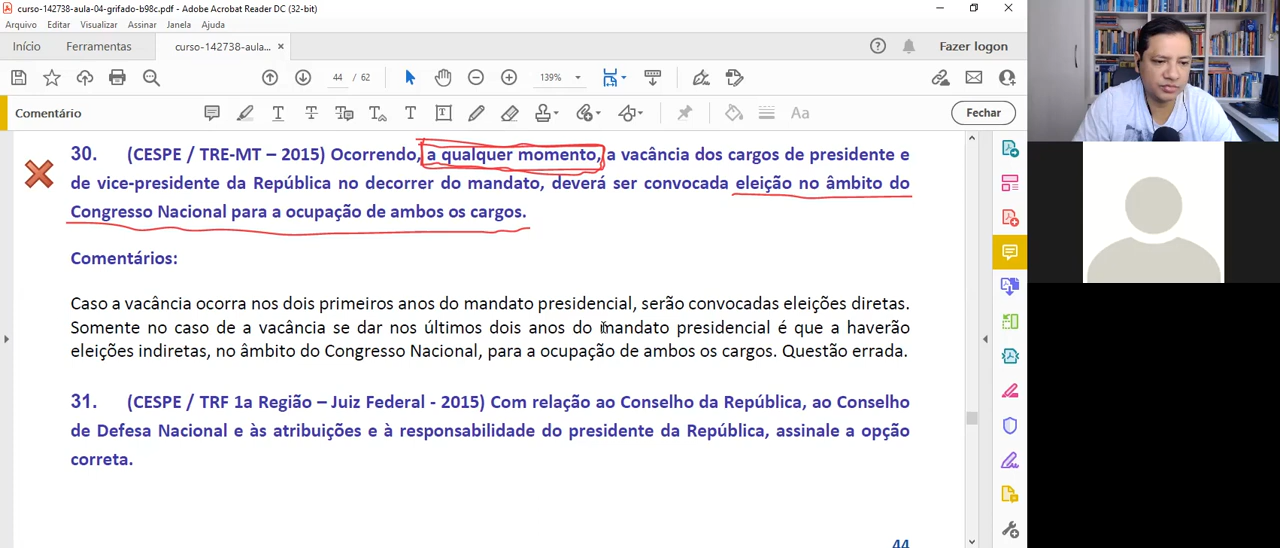 curso-142738-aula-04-grifado-b98c.pdf - Adobe Acrobat Reader DC (32-bit)
Arquivo Editar Visualizar Assinar Janela Ajuda
Início Ferramentas curso-142738-aula-... × Fazer logon
44 / 62 139%
Comentário Aa Fechar
30. (CESPE / TRE-MT – 2015) Ocorrendo, a qualquer momento, a vacância dos cargos de presidente e
de vice-presidente da República no decorrer do mandato, deverá ser convocada eleição no âmbito do
Congresso Nacional para a ocupação de ambos os cargos.
Comentários:
Caso a vacância ocorra nos dois primeiros anos do mandato presidencial, serão convocadas eleições diretas.
Somente no caso de a vacância se dar nos últimos dois anos do mandato presidencial é que a haverão
eleições indiretas, no âmbito do Congresso Nacional, para a ocupação de ambos os cargos. Questão errada.
31. (CESPE / TRF 1a Região – Juiz Federal - 2015) Com relação ao Conselho da República, ao Conselho
de Defesa Nacional e às atribuições e à responsabilidade do presidente da República, assinale a opção
correta.
44